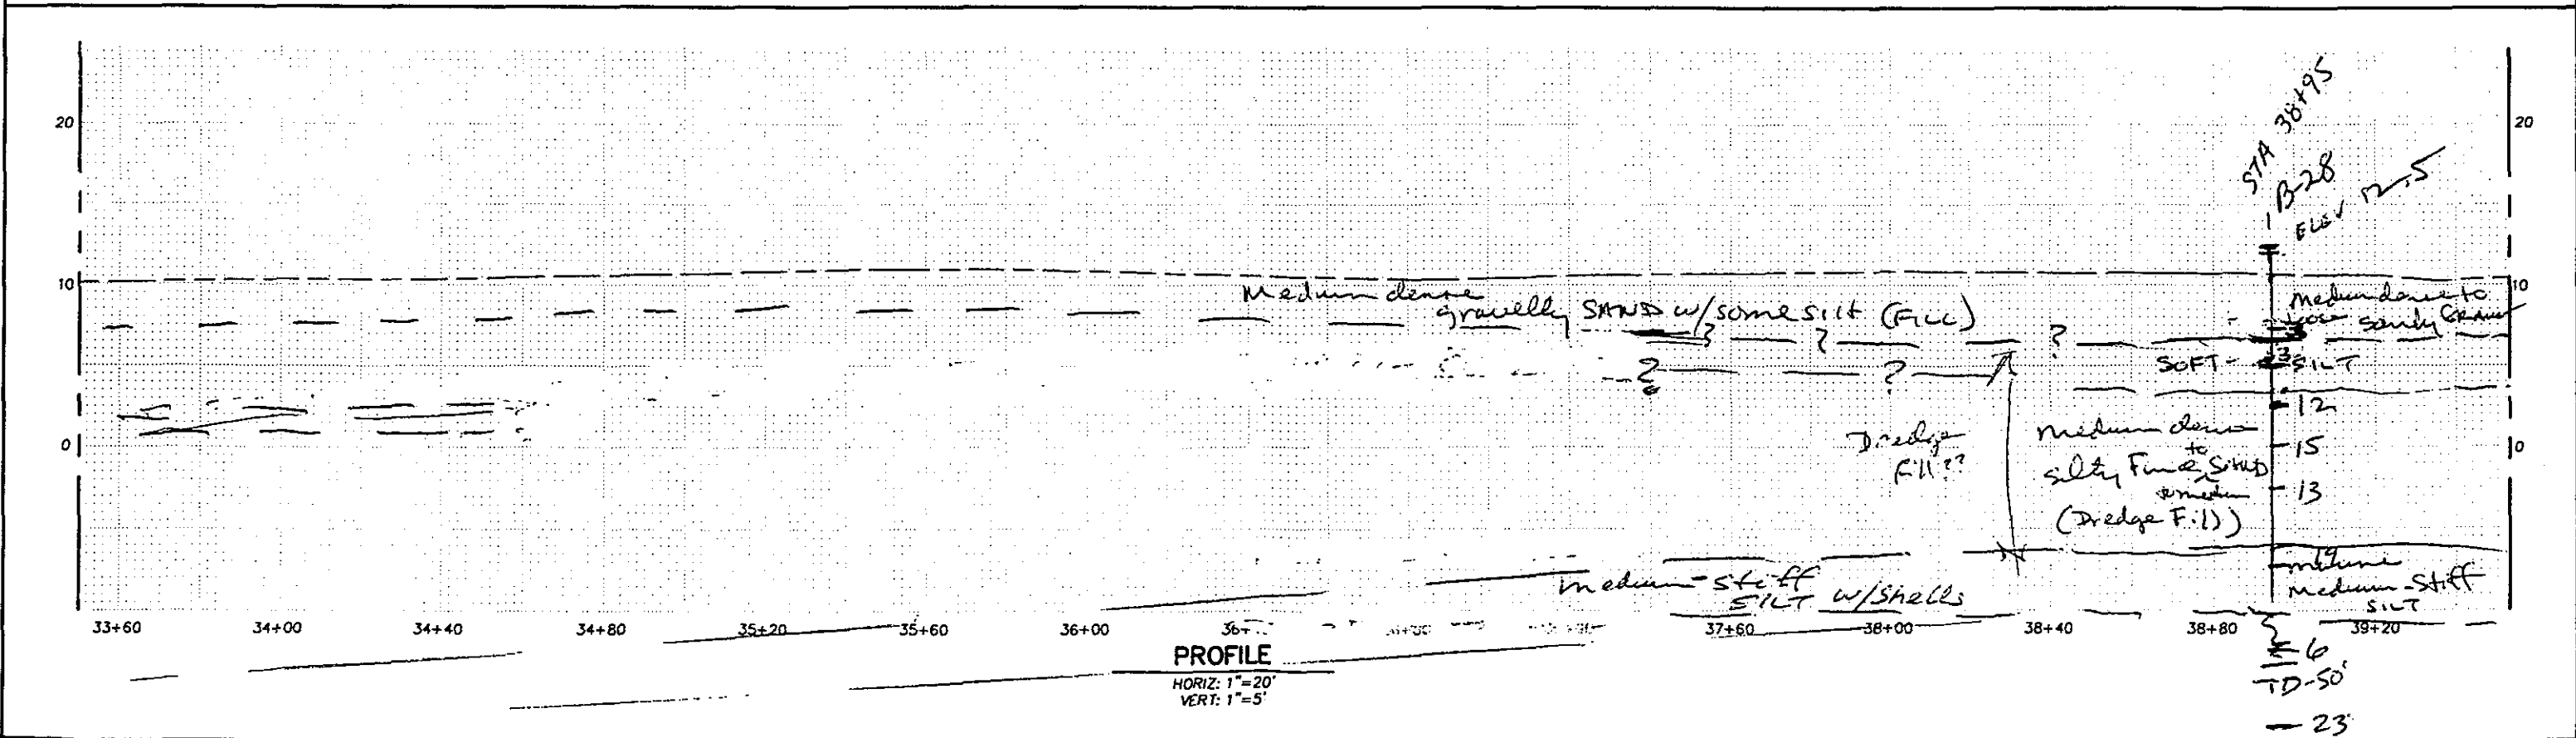 STA 38+95
B-28
ELEV 12.5
20
20
10
10
0
0
Medium dense
gravelly SAND w/some silt (FILL)
?
?
?
?
?
Medium dense to
loose sandy GRAVEL
SOFT
3
SILT
12
15
13
Dredge
Fill??
Medium dense
to
silty Fine SAND
(Dredge Fill)
19
Medium-Stiff
SILT
medium-stiff
SILT w/shells
33+60
34+00
34+40
34+80
35+20
35+60
36+00
37+60
38+00
38+40
38+80
39+20
6
TD-50'
23'
PROFILE
HORIZ: 1"=20'
VERT: 1"=5'